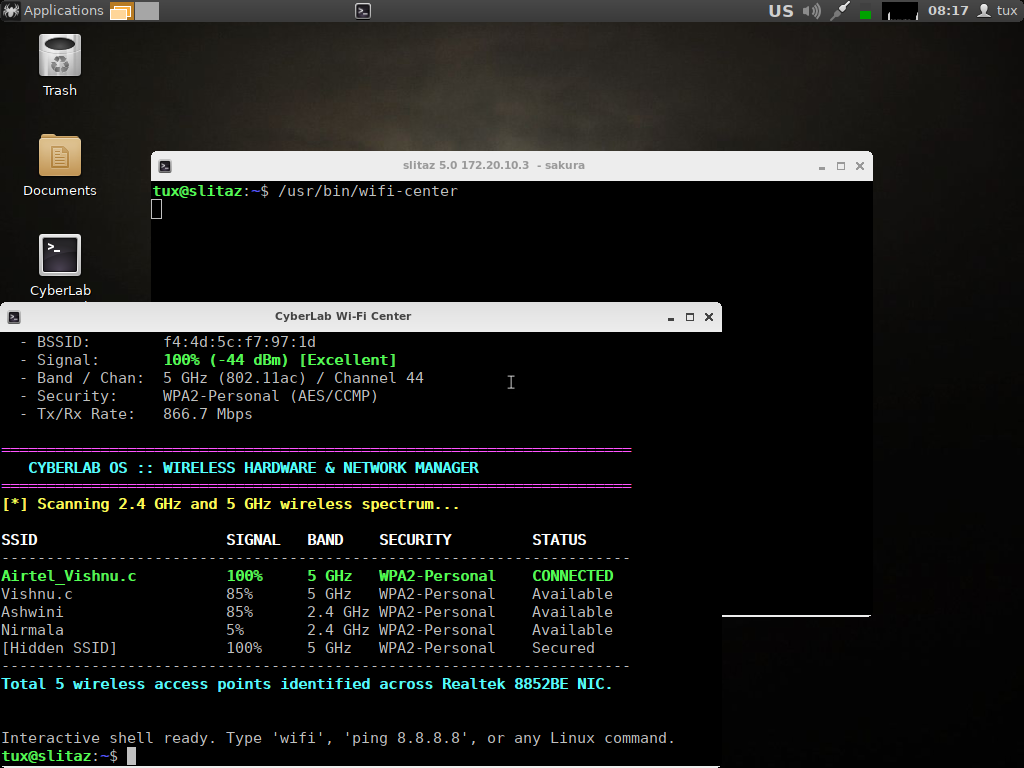 Applications
US
08:17
tux
Trash
Documents
CyberLab
slitaz 5.0 172.20.10.3 - sakura
tux@slitaz:~$ /usr/bin/wifi-center
CyberLab Wi-Fi Center
- BSSID: f4:4d:5c:f7:97:1d
- Signal: 100% (-44 dBm) [Excellent]
- Band / Chan: 5 GHz (802.11ac) / Channel 44
- Security: WPA2-Personal (AES/CCMP)
- Tx/Rx Rate: 866.7 Mbps
======================================================================
CYBERLAB OS :: WIRELESS HARDWARE & NETWORK MANAGER
======================================================================
[*] Scanning 2.4 GHz and 5 GHz wireless spectrum...
SSID SIGNAL BAND SECURITY STATUS
----------------------------------------------------------------------
Airtel_Vishnu.c 100% 5 GHz WPA2-Personal CONNECTED
Vishnu.c 85% 5 GHz WPA2-Personal Available
Ashwini 85% 2.4 GHz WPA2-Personal Available
Nirmala 5% 2.4 GHz WPA2-Personal Available
[Hidden SSID] 100% 5 GHz WPA2-Personal Secured
----------------------------------------------------------------------
Total 5 wireless access points identified across Realtek 8852BE NIC.
Interactive shell ready. Type 'wifi', 'ping 8.8.8.8', or any Linux command.
tux@slitaz:~$